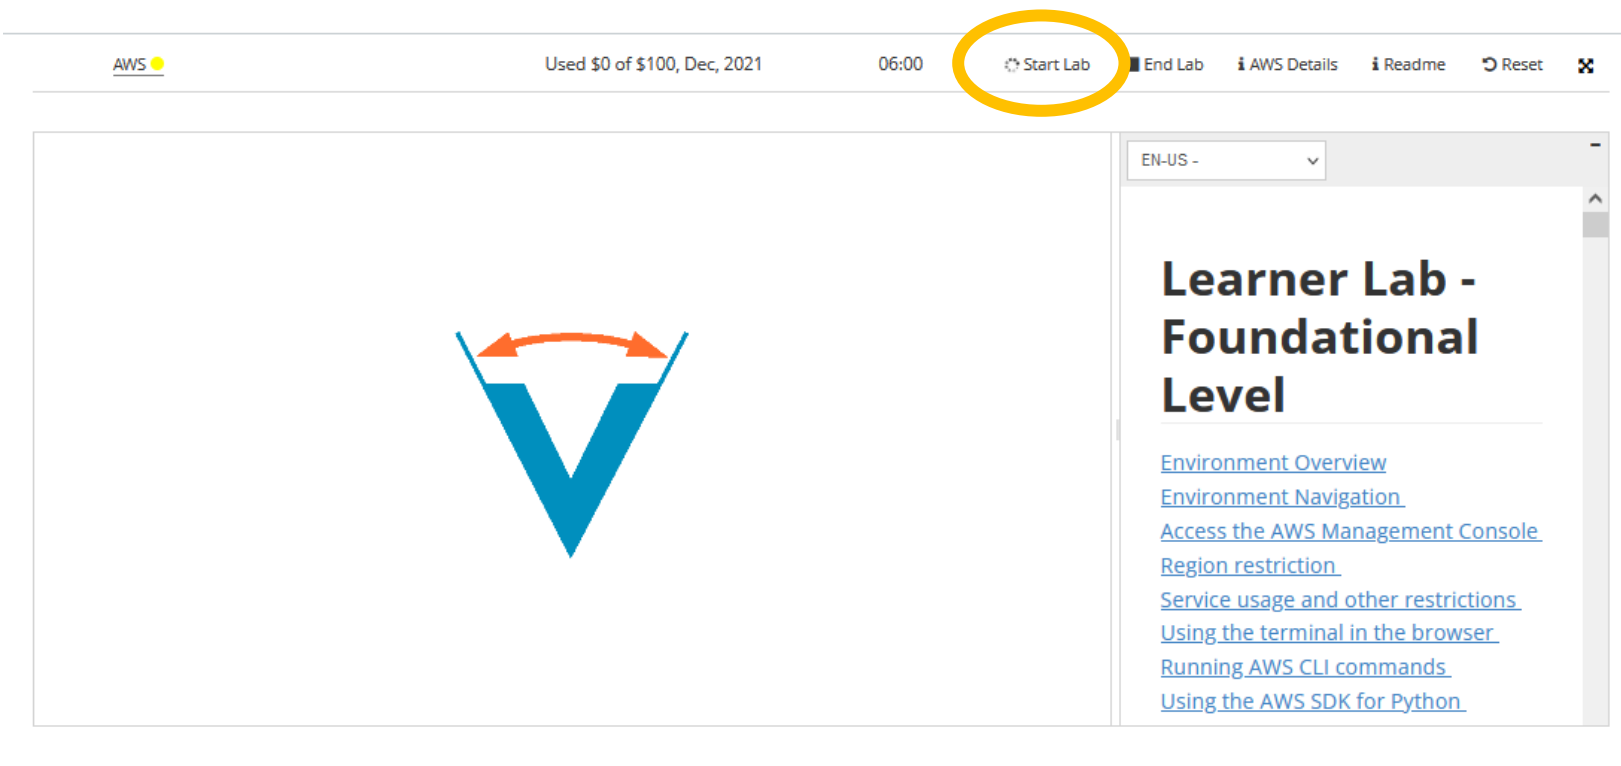 AWS Used $0 of $100, Dec, 2021 06:00 Start Lab End Lab AWS Details Readme Reset
EN-US -
Learner Lab -
Foundational
Level
Environment Overview
Environment Navigation
Access the AWS Management Console
Region restriction
Service usage and other restrictions
Using the terminal in the browser
Running AWS CLI commands
Using the AWS SDK for Python